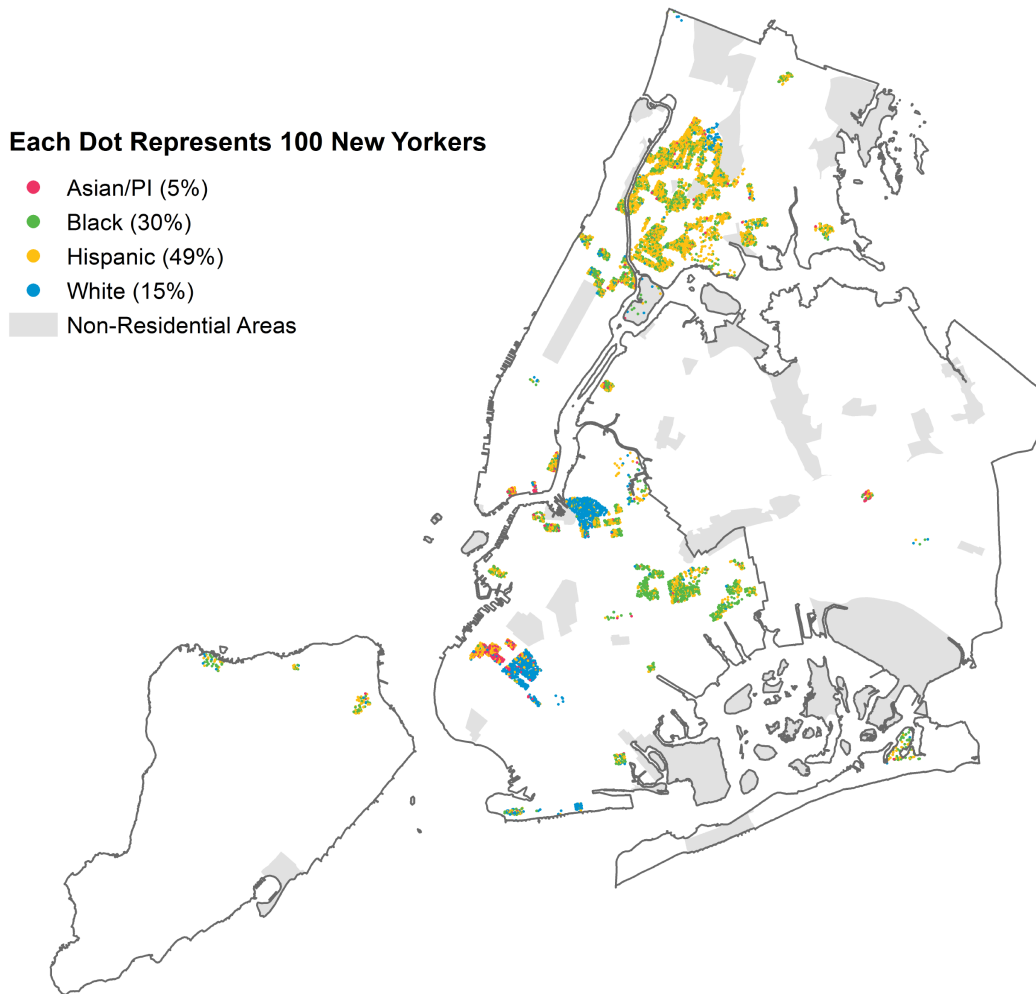 Each Dot Represents 100 New Yorkers
Asian/PI (5%)
Black (30%)
Hispanic (49%)
White (15%)
Non-Residential Areas